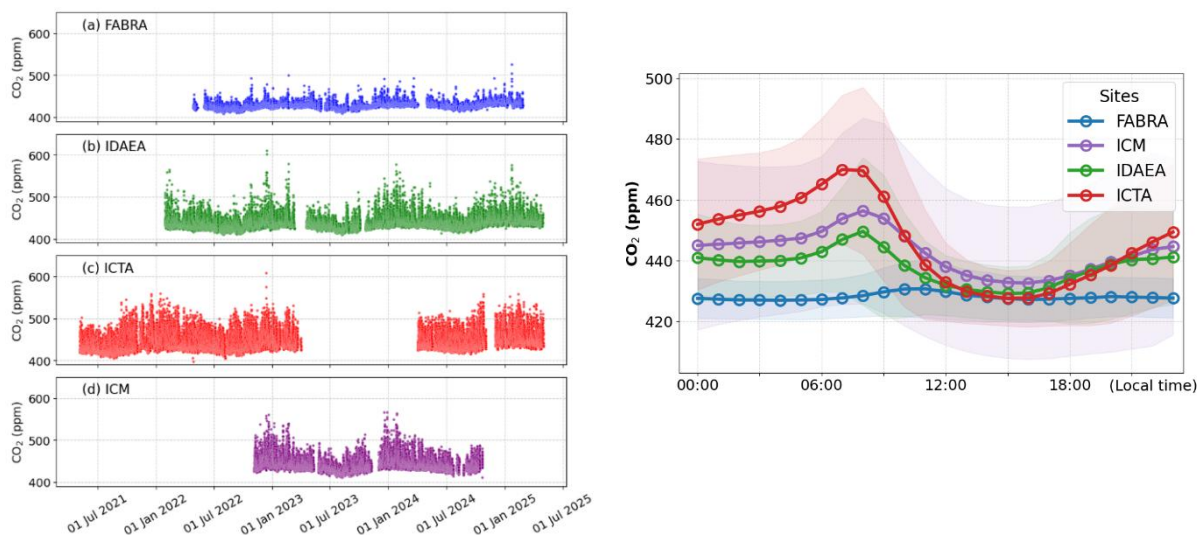 (a) FABRA
CO₂ (ppm)
600
500
400
(b) IDAEA
CO₂ (ppm)
600
500
400
(c) ICTA
CO₂ (ppm)
600
500
400
(d) ICM
CO₂ (ppm)
600
500
400
01 Jul 2021
01 Jan 2022
01 Jul 2022
01 Jan 2023
01 Jul 2023
01 Jan 2024
01 Jul 2024
01 Jan 2025
01 Jul 2025
CO₂ (ppm)
500
480
460
440
420
Sites
FABRA
ICM
IDAEA
ICTA
00:00 06:00 12:00 18:00 (Local time)